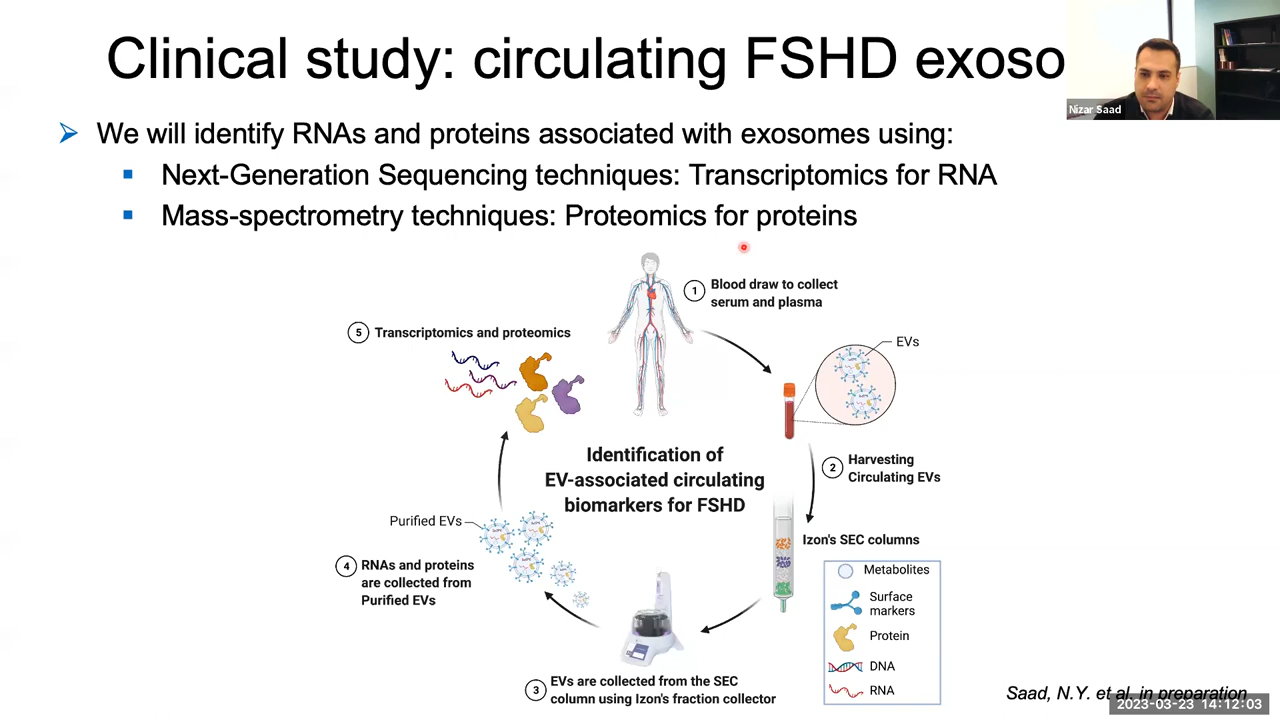 Clinical study: circulating FSHD exoso
Nizar Saad
We will identify RNAs and proteins associated with exosomes using:
Next-Generation Sequencing techniques: Transcriptomics for RNA
Mass-spectrometry techniques: Proteomics for proteins
1
Blood draw to collect
serum and plasma
EVs
2
Harvesting
Circulating EVs
Izon's SEC columns
3
EVs are collected from the SEC
column using Izon's fraction collector
Purified EVs
4
RNAs and proteins
are collected from
Purified EVs
5
Transcriptomics and proteomics
Identification of
EV-associated circulating
biomarkers for FSHD
Metabolites
Surface
markers
Protein
DNA
RNA
Saad, N.Y. et al. in preparation
2023-03-23 14:12:03